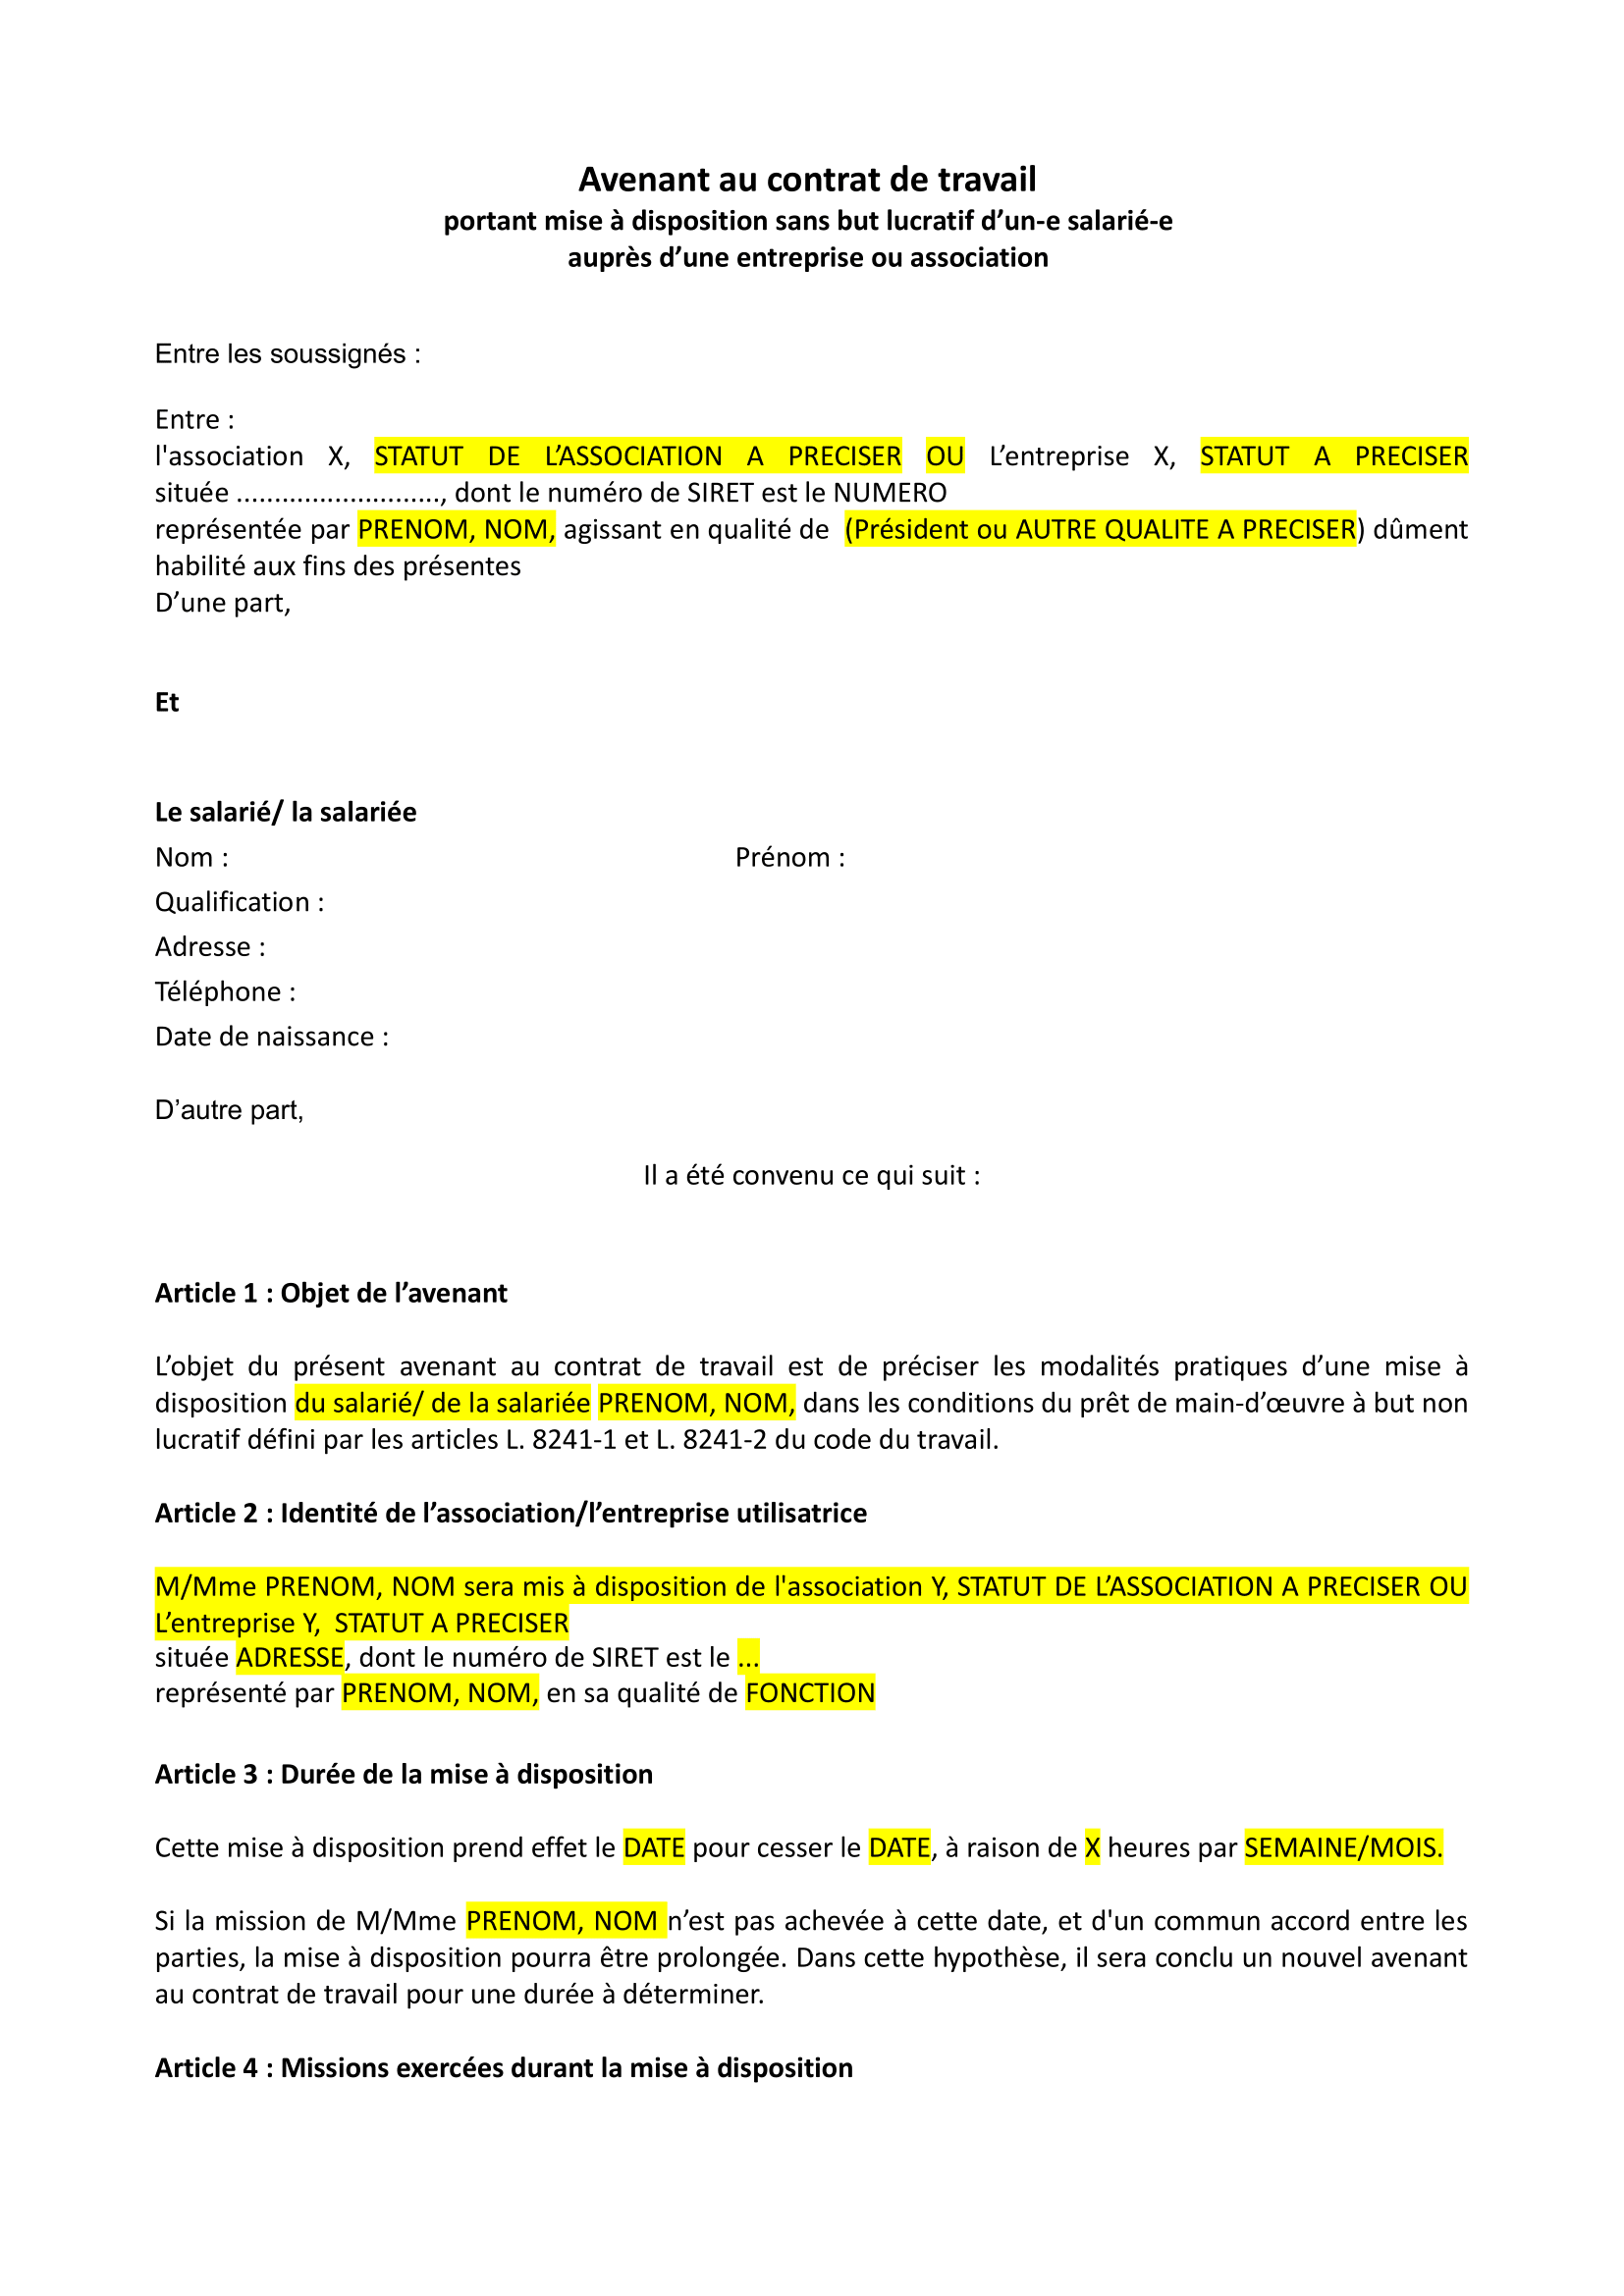 Avenant au contrat de travail
portant mise à disposition sans but lucratif d’un-e salarié-e
auprès d’une entreprise ou association
Entre les soussignés :
Entre :
l'association X, STATUT DE L’ASSOCIATION A PRECISER OU L’entreprise X, STATUT A PRECISER
située ..........................., dont le numéro de SIRET est le NUMERO
représentée par PRENOM, NOM, agissant en qualité de (Président ou AUTRE QUALITE A PRECISER) dûment
habilité aux fins des présentes
D’une part,
Et
Le salarié/ la salariée
Nom : Prénom :
Qualification :
Adresse :
Téléphone :
Date de naissance :
D’autre part,
Il a été convenu ce qui suit :
Article 1 : Objet de l’avenant
L’objet du présent avenant au contrat de travail est de préciser les modalités pratiques d’une mise à
disposition du salarié/ de la salariée PRENOM, NOM, dans les conditions du prêt de main-d’œuvre à but non
lucratif défini par les articles L. 8241-1 et L. 8241-2 du code du travail.
Article 2 : Identité de l’association/l’entreprise utilisatrice
M/Mme PRENOM, NOM sera mis à disposition de l'association Y, STATUT DE L’ASSOCIATION A PRECISER OU
L’entreprise Y, STATUT A PRECISER
située ADRESSE, dont le numéro de SIRET est le ...
représenté par PRENOM, NOM, en sa qualité de FONCTION
Article 3 : Durée de la mise à disposition
Cette mise à disposition prend effet le DATE pour cesser le DATE, à raison de X heures par SEMAINE/MOIS.
Si la mission de M/Mme PRENOM, NOM n’est pas achevée à cette date, et d'un commun accord entre les
parties, la mise à disposition pourra être prolongée. Dans cette hypothèse, il sera conclu un nouvel avenant
au contrat de travail pour une durée à déterminer.
Article 4 : Missions exercées durant la mise à disposition